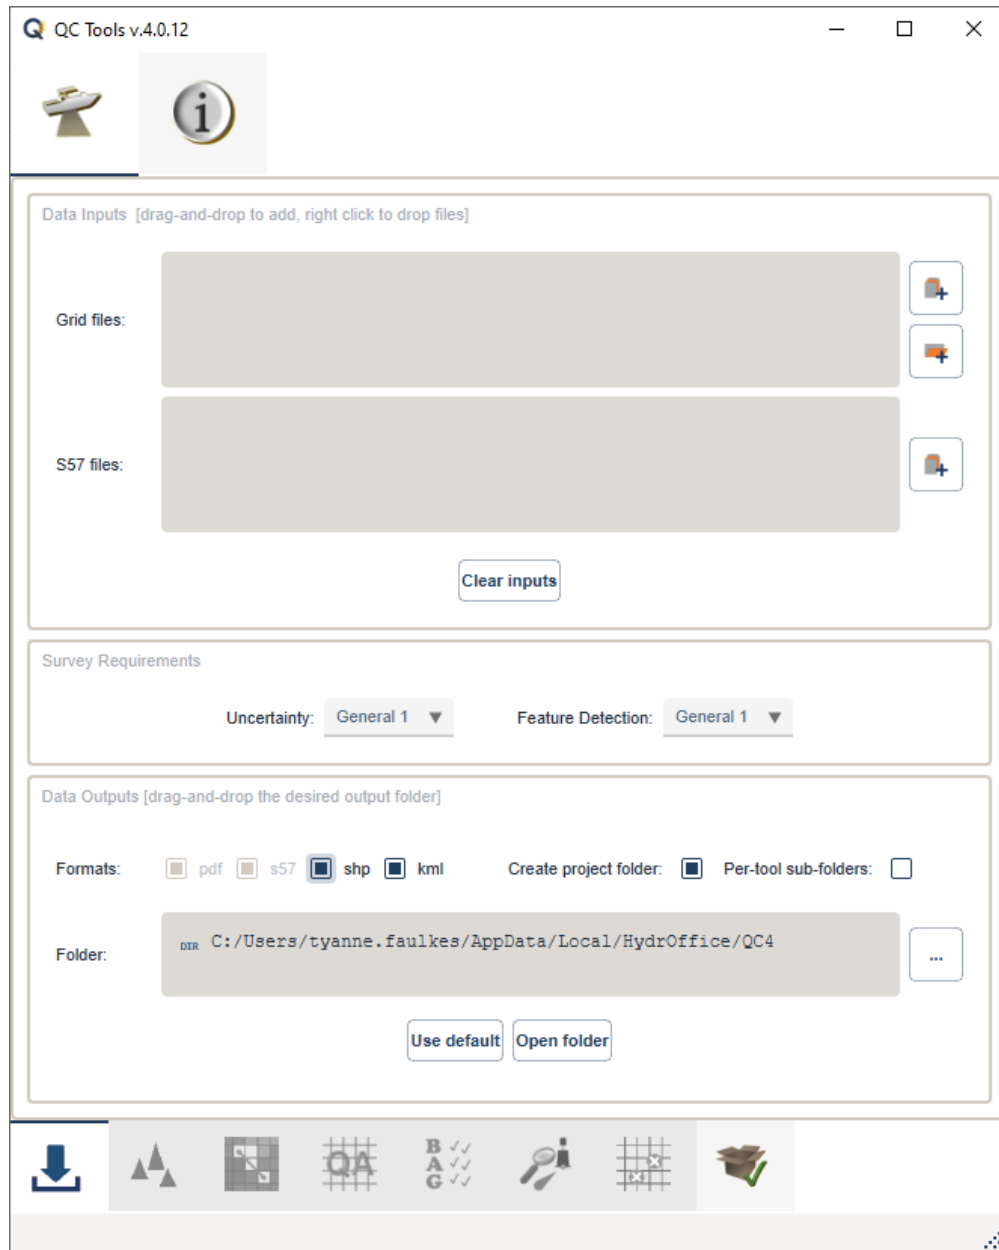 QC Tools v.4.0.12
i
Data Inputs [drag-and-drop to add, right click to drop files]
Grid files:
S57 files:
Clear inputs
Survey Requirements
Uncertainty: General 1 Feature Detection: General 1
Data Outputs [drag-and-drop the desired output folder]
Formats: pdf s57 shp kml Create project folder: Per-tool sub-folders:
Folder: DIR C:/Users/tyanne.faulkes/AppData/Local/HydrOffice/QC4 ...
Use default Open folder
QA
B
A
G